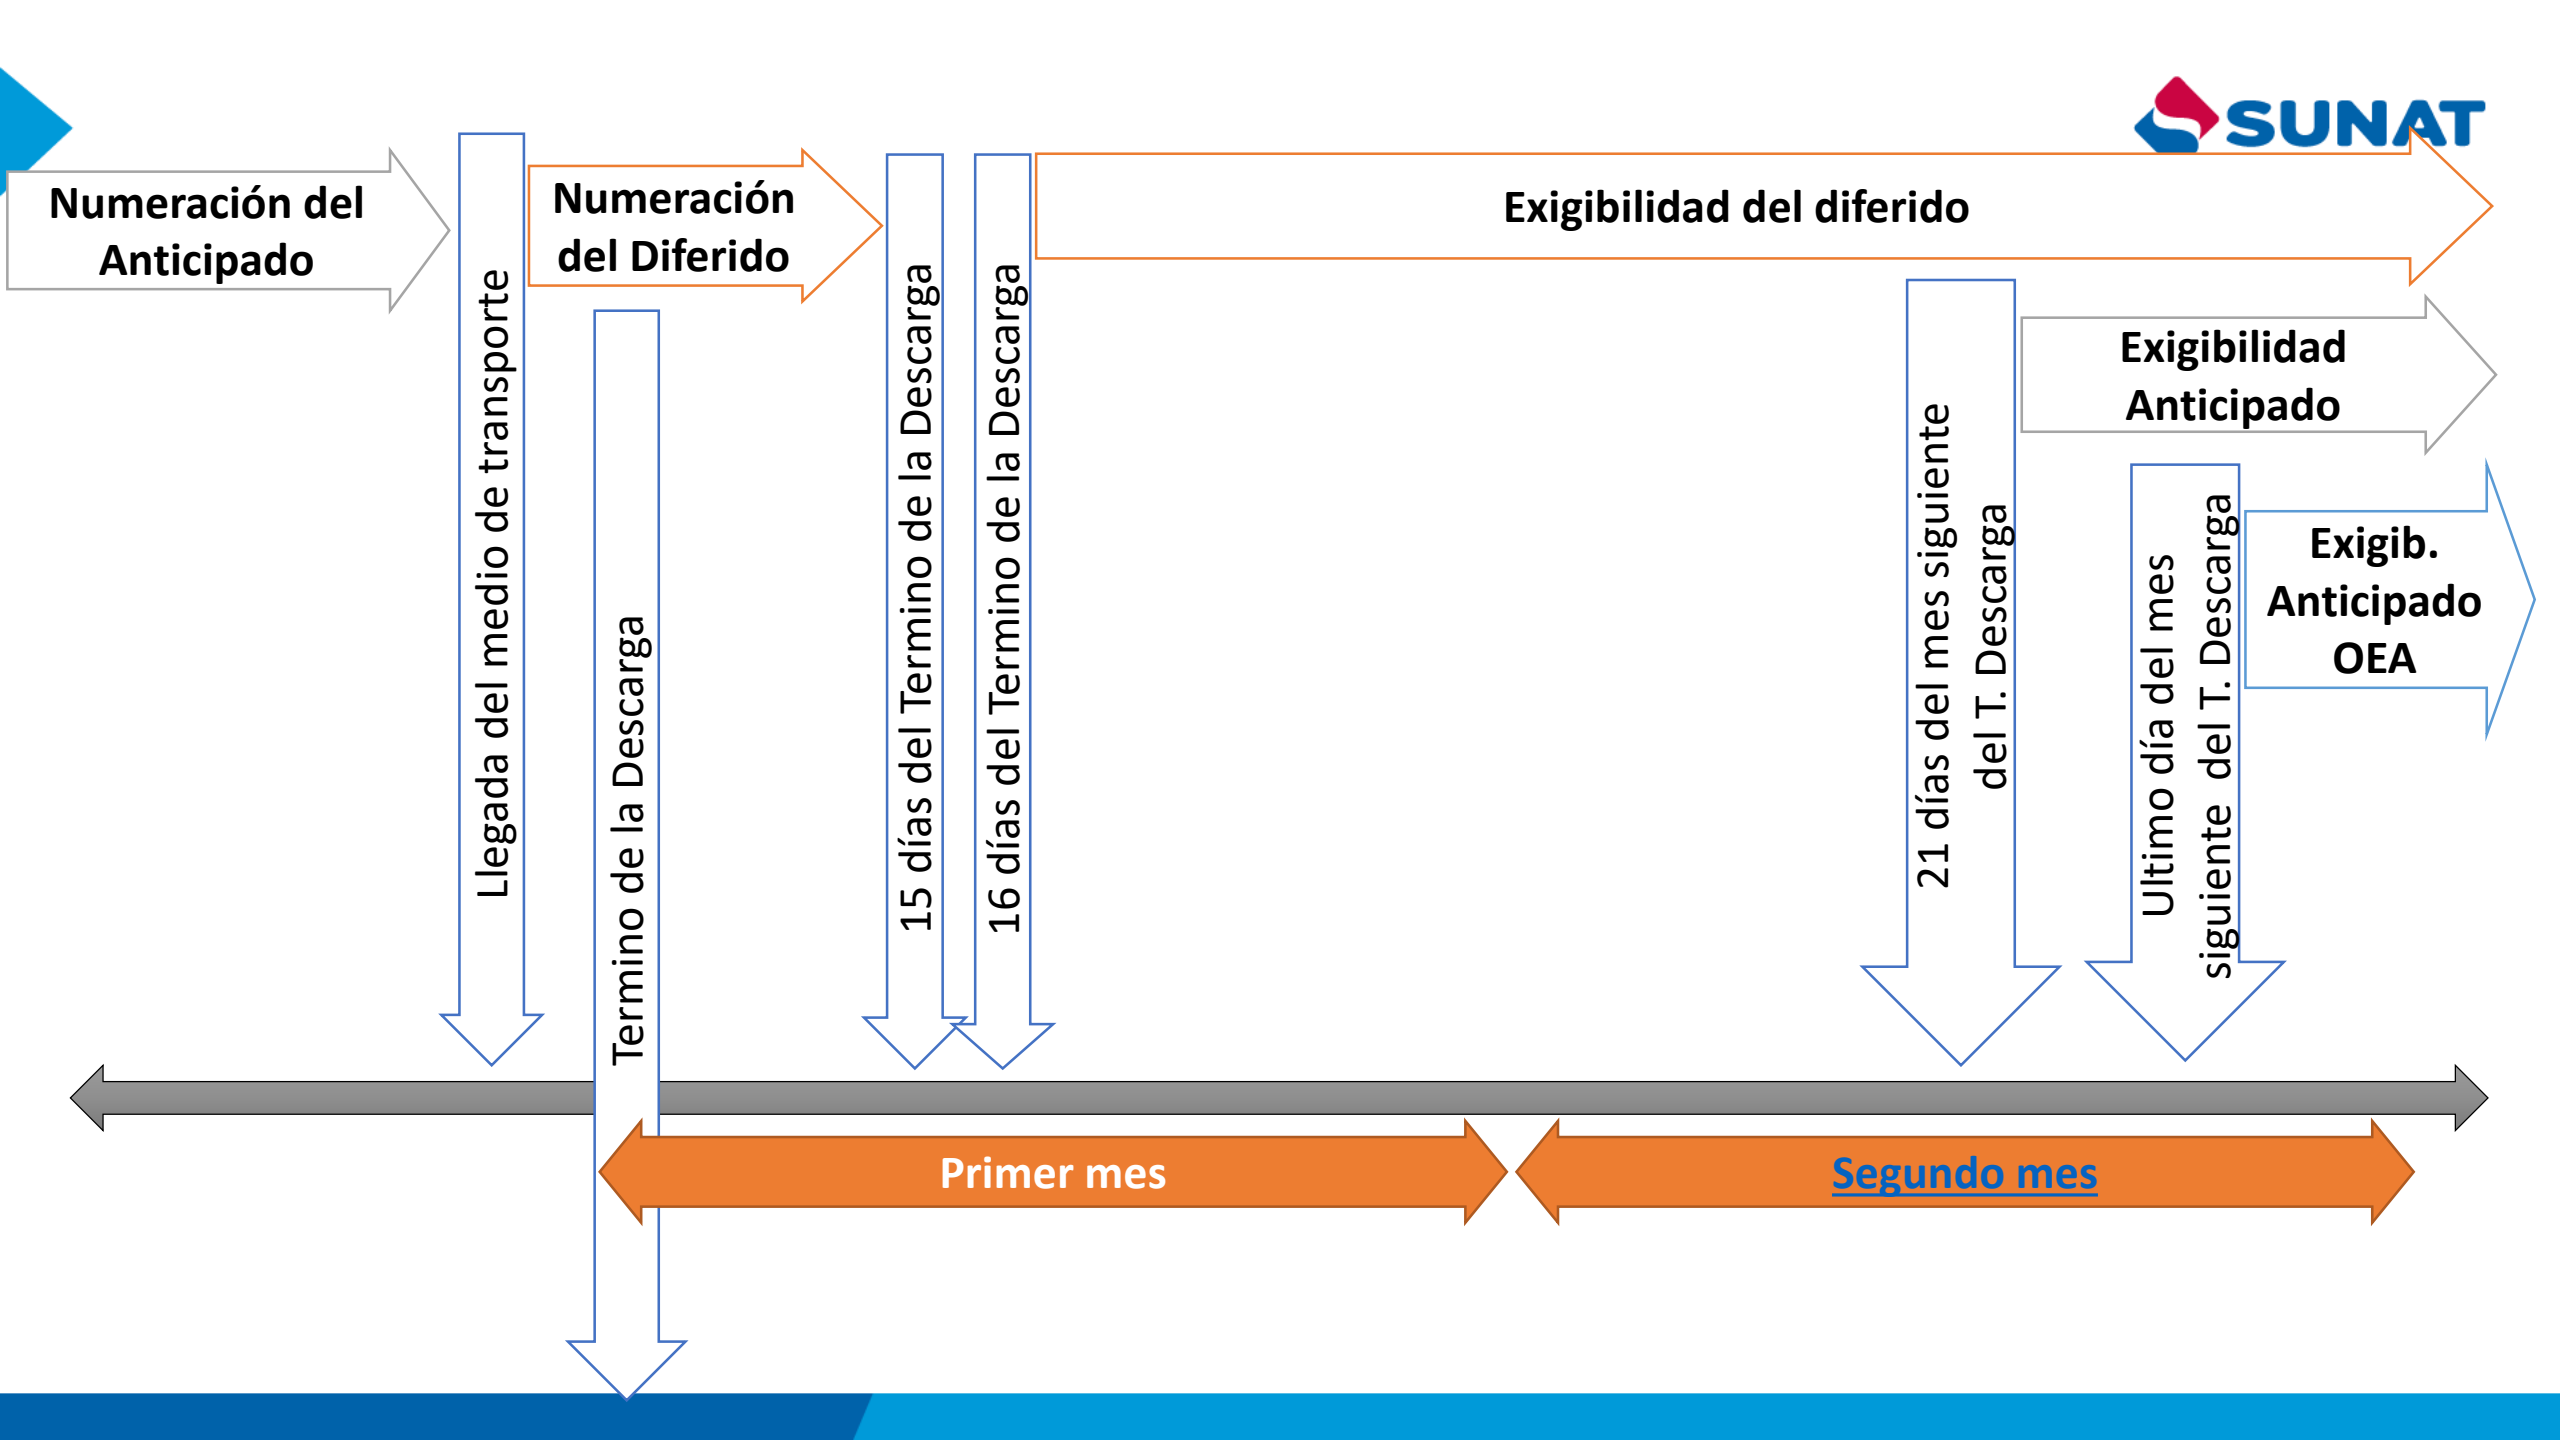 SUNAT
Numeración del
Anticipado
Llegada del medio de transporte
Numeración
del Diferido
Termino de la Descarga
15 días del Termino de la Descarga
16 días del Termino de la Descarga
Exigibilidad del diferido
21 días del mes siguiente
del T. Descarga
Exigibilidad
Anticipado
Ultimo día del mes
siguiente del T. Descarga
Exigib.
Anticipado
OEA
Primer mes
Segundo mes